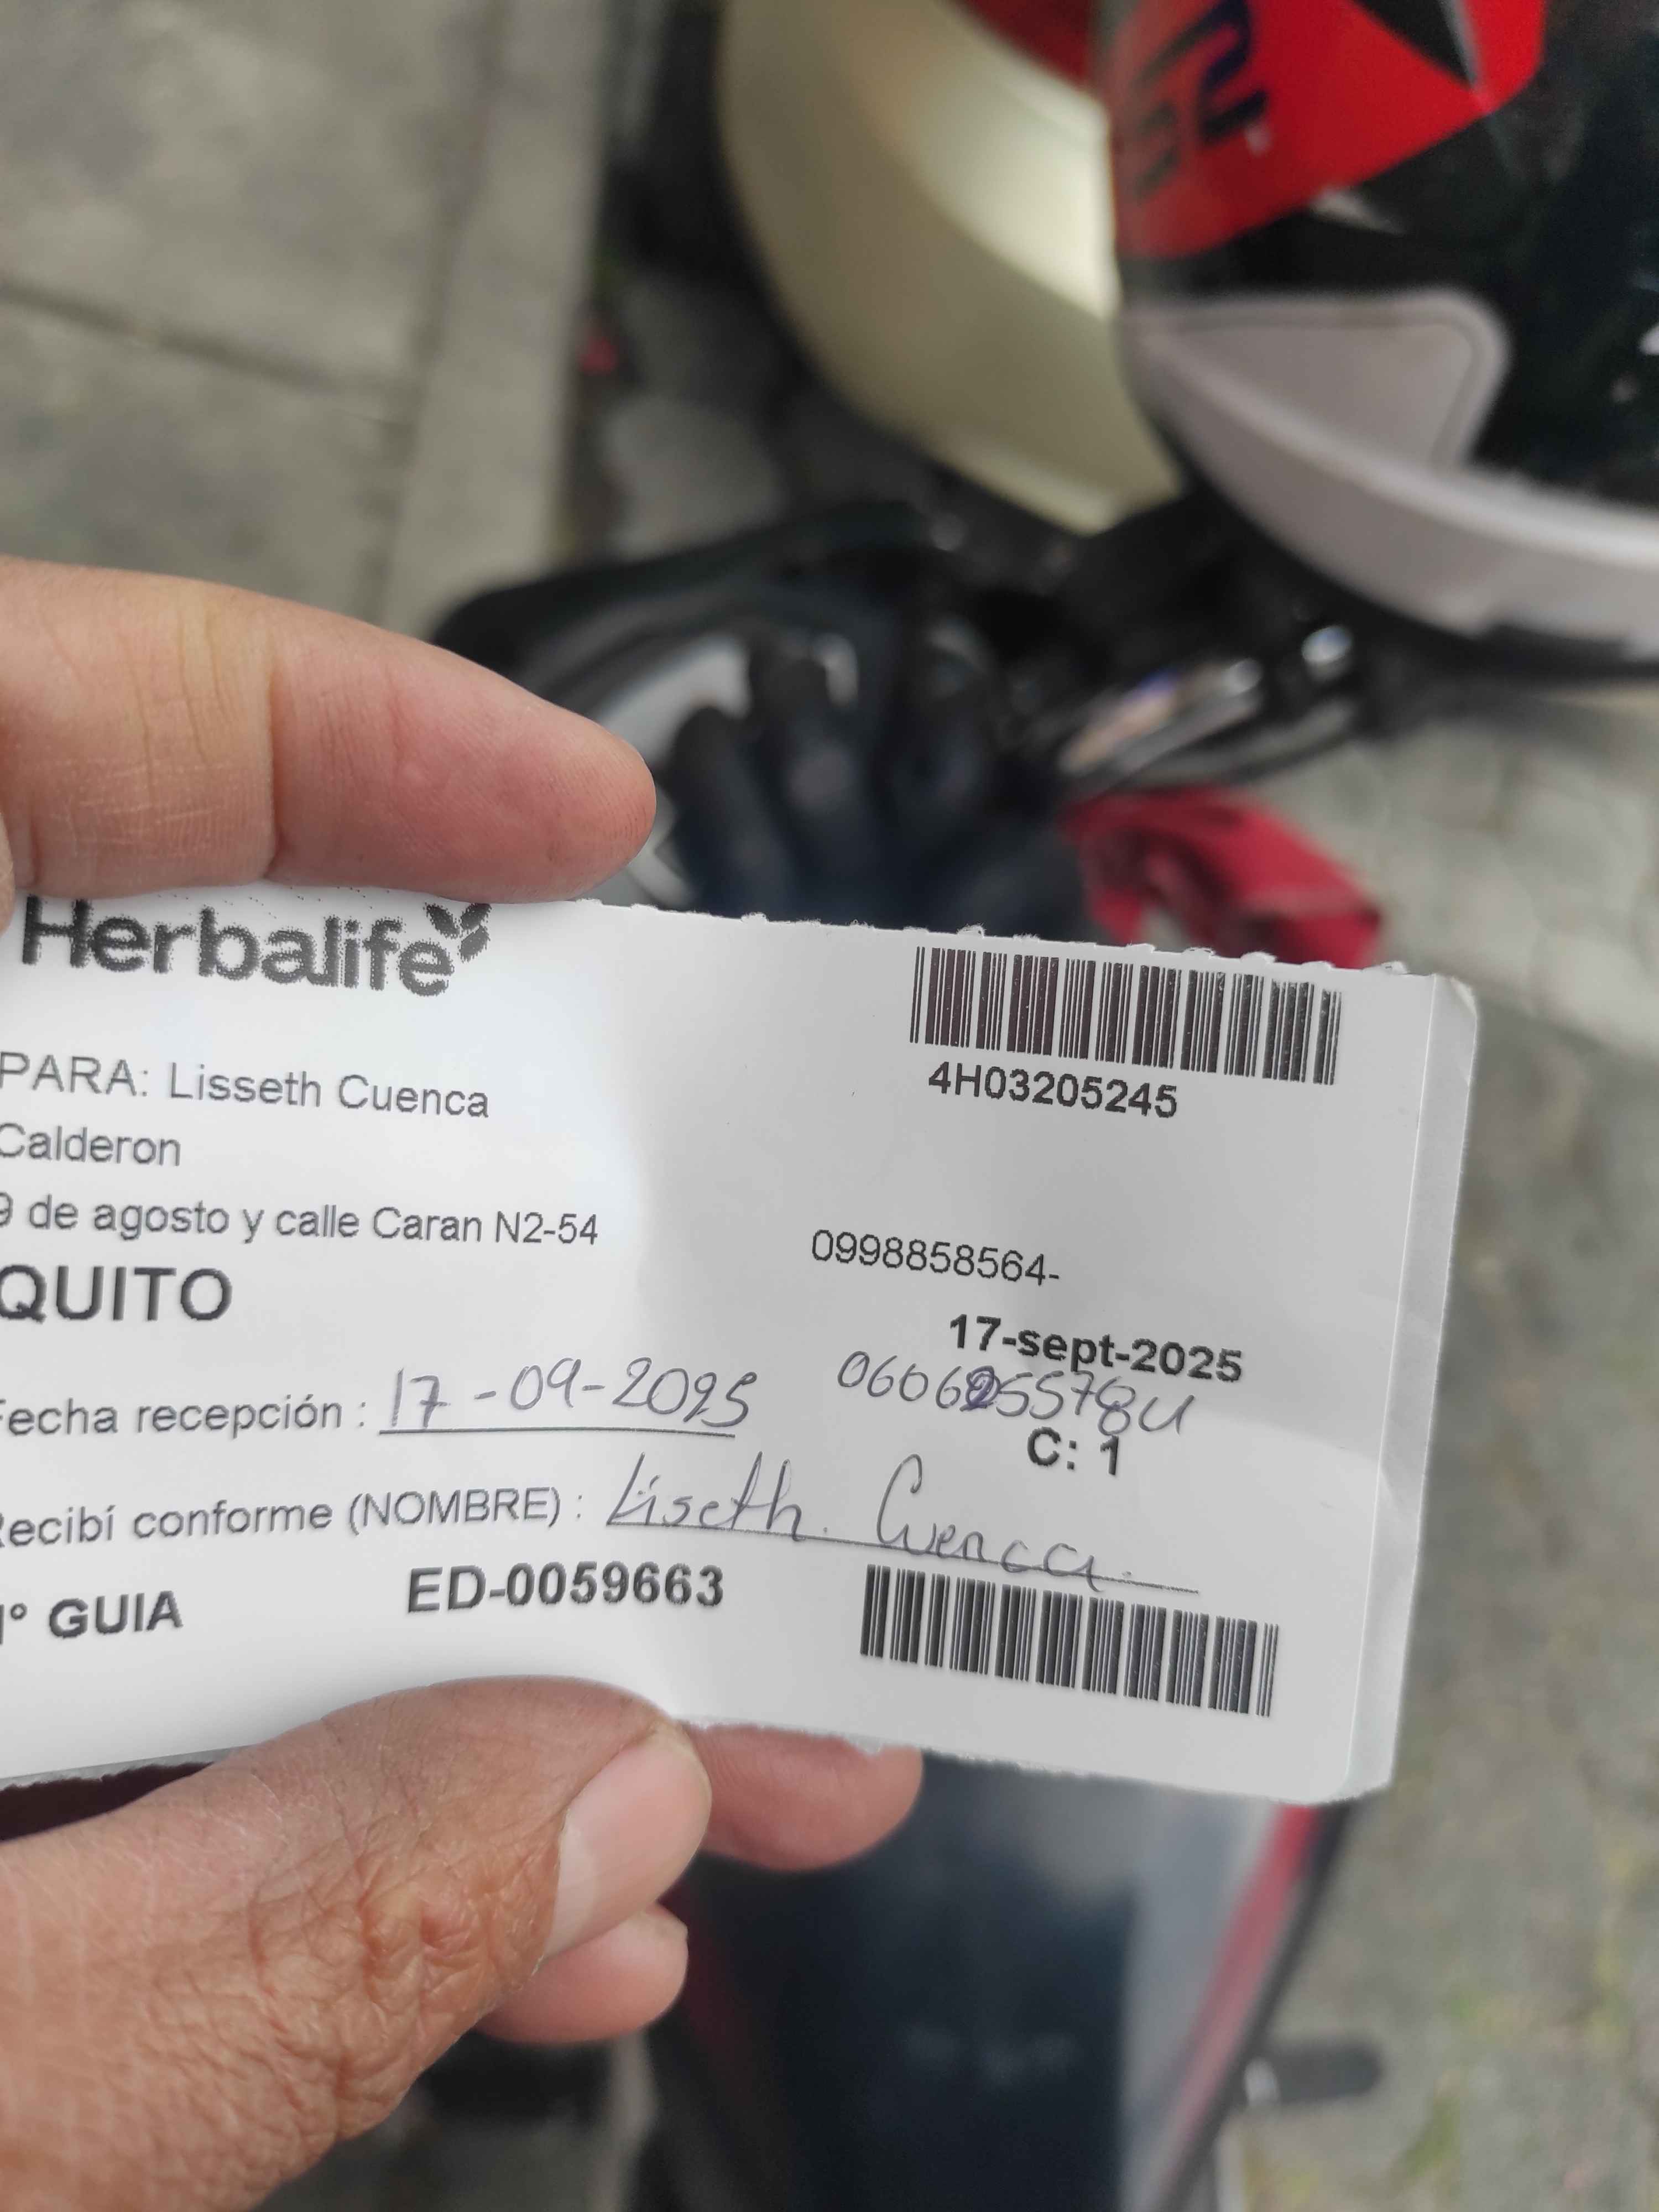 Herbalife
4H03205245
PARA: Lisseth Cuenca
Calderon
9 de agosto y calle Caran N2-54
0998858564-
QUITO
17-sept-2025
Fecha recepción : 17-09-2025
C: 1
Recibí conforme (NOMBRE) : Liseth. Cuenca.
N° GUIA ED-0059663